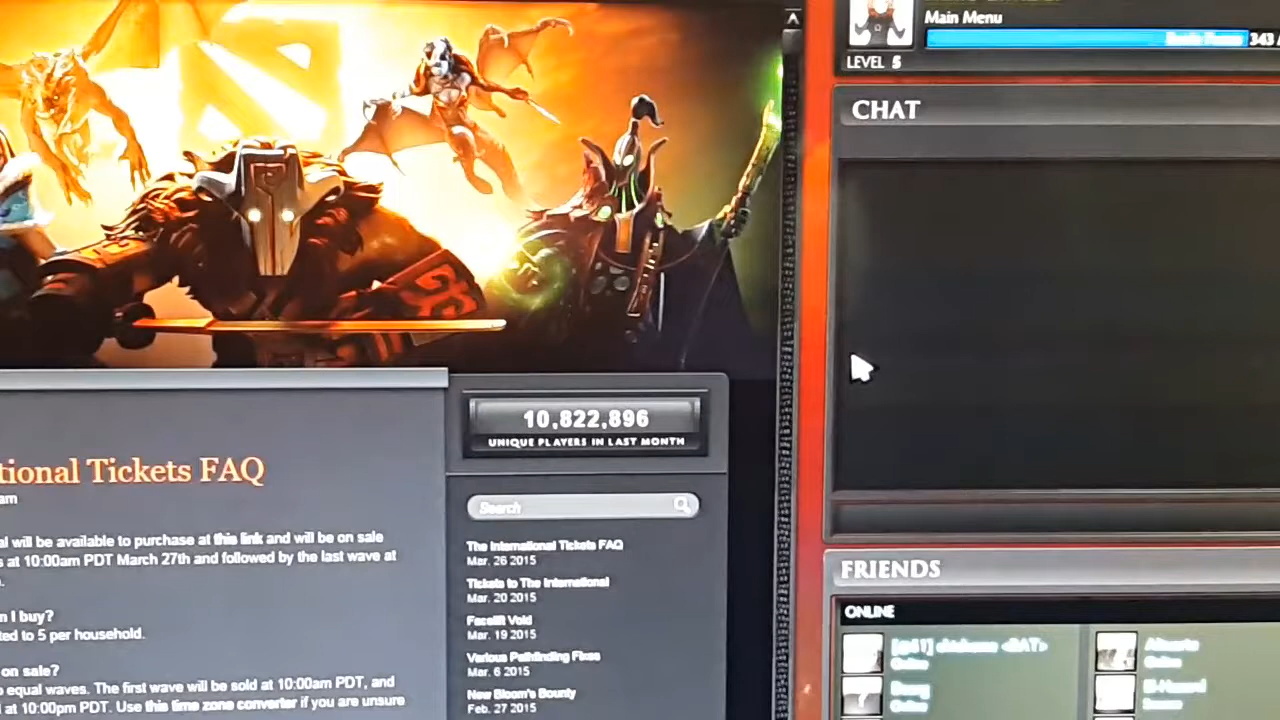 Main Menu
343 /
LEVEL 5
CHAT
10,822,896
UNIQUE PLAYERS IN LAST MONTH
tional Tickets FAQ
am
Search
al will be available to purchase at this link and will be on sale
s at 10:00am PDT March 27th and followed by the last wave at
The International Tickets FAQ
Mar. 26 2015
Tickets to The International
Mar. 20 2015
Facelift Void
Mar. 19 2015
Various Pathfinding Fixes
Mar. 6 2015
New Bloom's Bounty
Feb. 27 2015
n I buy?
ted to 5 per household.
on sale?
o equal waves. The first wave will be sold at 10:00am PDT, and
l at 10:00pm PDT. Use this time zone converter if you are unsure
FRIENDS
ONLINE
Online
Online
Online